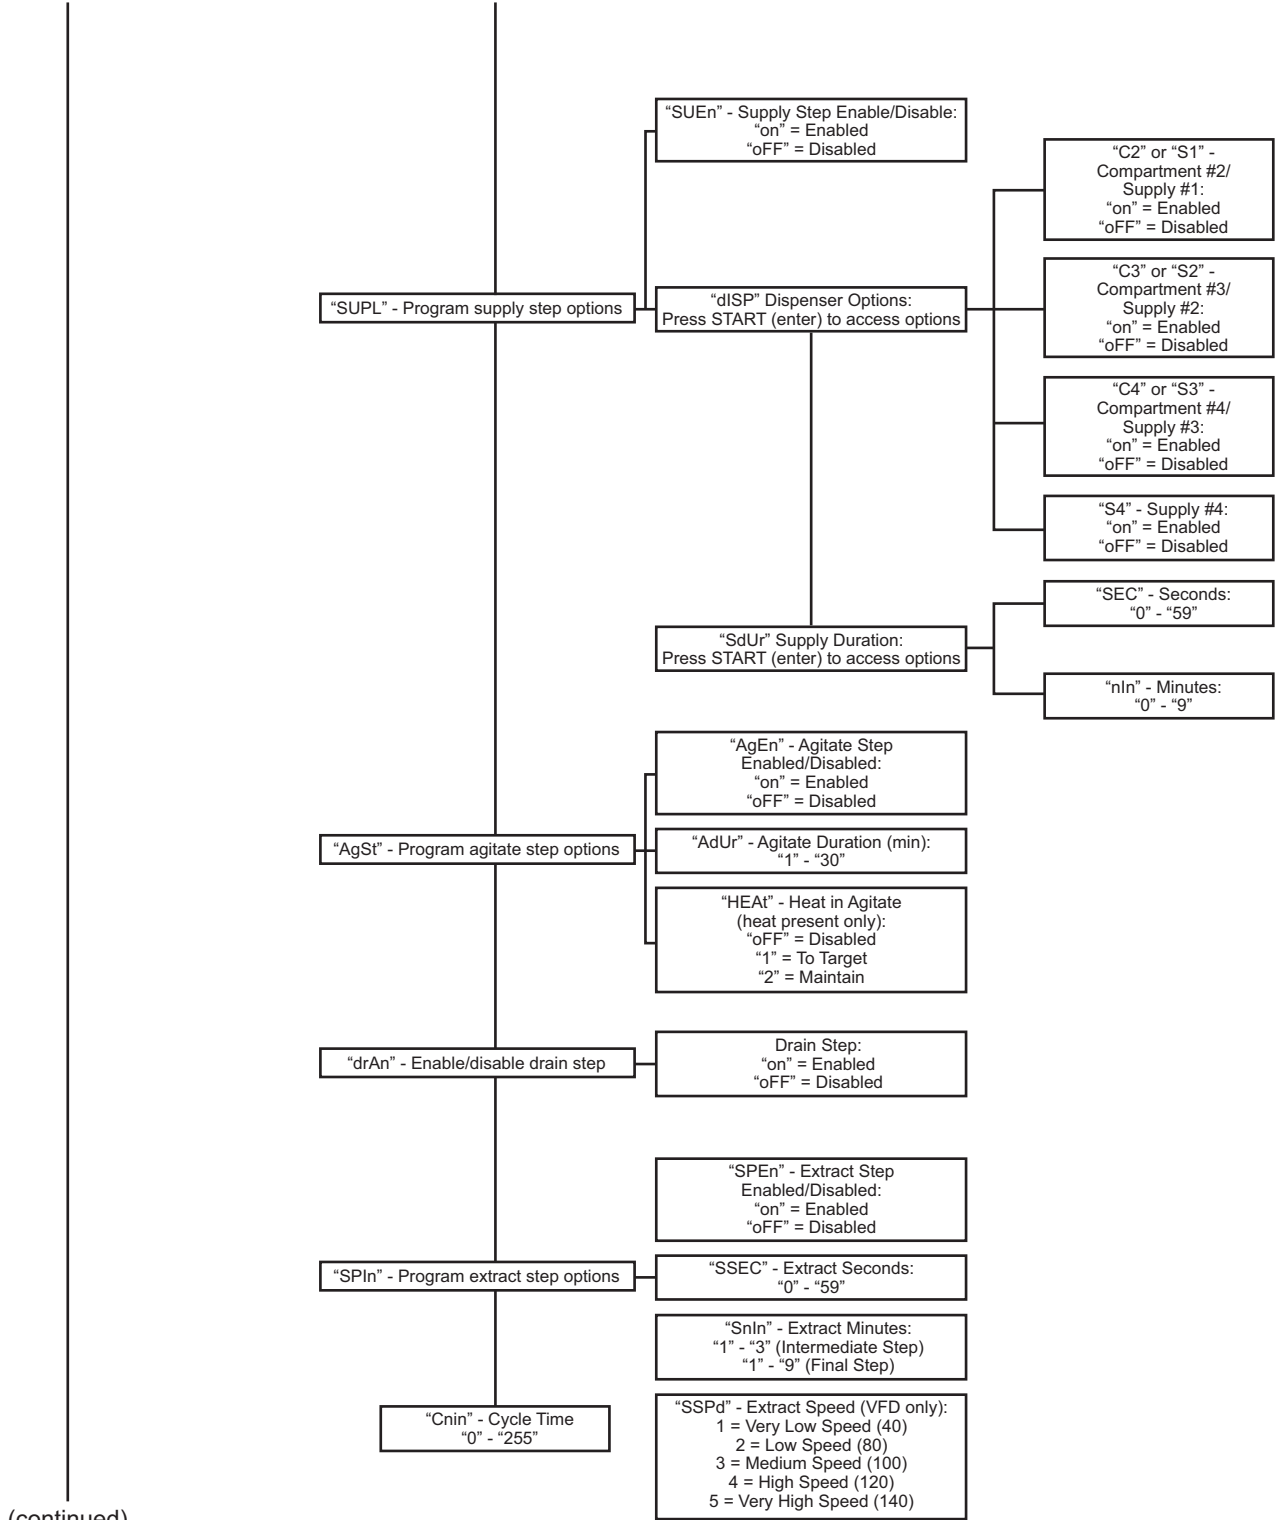 “SUEn” - Supply Step Enable/Disable:
“on” = Enabled
“oFF” = Disabled
“C2” or “S1” -
Compartment #2/
Supply #1:
“on” = Enabled
“oFF” = Disabled
“SUPL” - Program supply step options
“dISP” Dispenser Options:
Press START (enter) to access options
“C3” or “S2” -
Compartment #3/
Supply #2:
“on” = Enabled
“oFF” = Disabled
“C4” or “S3” -
Compartment #4/
Supply #3:
“on” = Enabled
“oFF” = Disabled
“S4” - Supply #4:
“on” = Enabled
“oFF” = Disabled
“SdUr” Supply Duration:
Press START (enter) to access options
“SEC” - Seconds:
“0” - “59”
“nIn” - Minutes:
“0” - “9”
“AgSt” - Program agitate step options
“AgEn” - Agitate Step
Enabled/Disabled:
“on” = Enabled
“oFF” = Disabled
“AdUr” - Agitate Duration (min):
“1” - “30”
“HEAt” - Heat in Agitate
(heat present only):
“oFF” = Disabled
“1” = To Target
“2” = Maintain
“drAn” - Enable/disable drain step
Drain Step:
“on” = Enabled
“oFF” = Disabled
“SPIn” - Program extract step options
“SPEn” - Extract Step
Enabled/Disabled:
“on” = Enabled
“oFF” = Disabled
“SSEC” - Extract Seconds:
“0” - “59”
“SnIn” - Extract Minutes:
“1” - “3” (Intermediate Step)
“1” - “9” (Final Step)
“SSPd” - Extract Speed (VFD only):
1 = Very Low Speed (40)
2 = Low Speed (80)
3 = Medium Speed (100)
4 = High Speed (120)
5 = Very High Speed (140)
“Cnin” - Cycle Time
“0” - “255”
(continued)